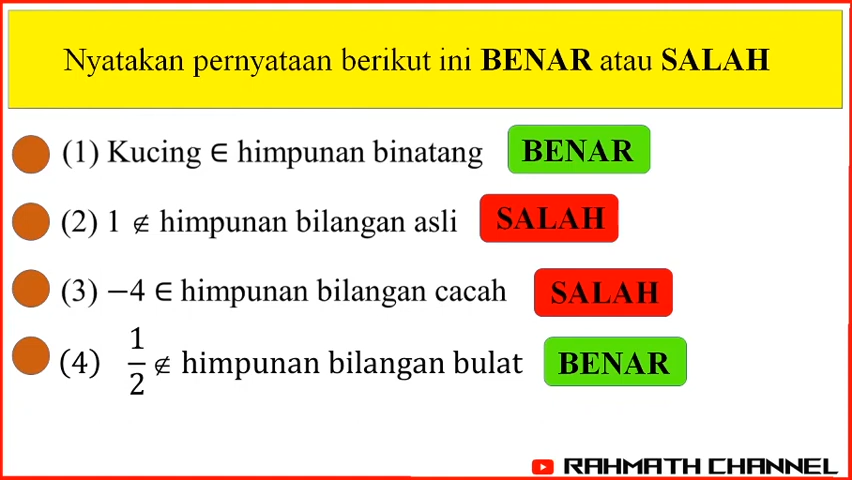 Nyatakan pernyataan berikut ini BENAR atau SALAH
(1) Kucing ∈ himpunan binatang BENAR
(2) 1 ∉ himpunan bilangan asli SALAH
(3) −4 ∈ himpunan bilangan cacah SALAH
(4) 1/2 ∉ himpunan bilangan bulat BENAR
RAHMATH CHANNEL